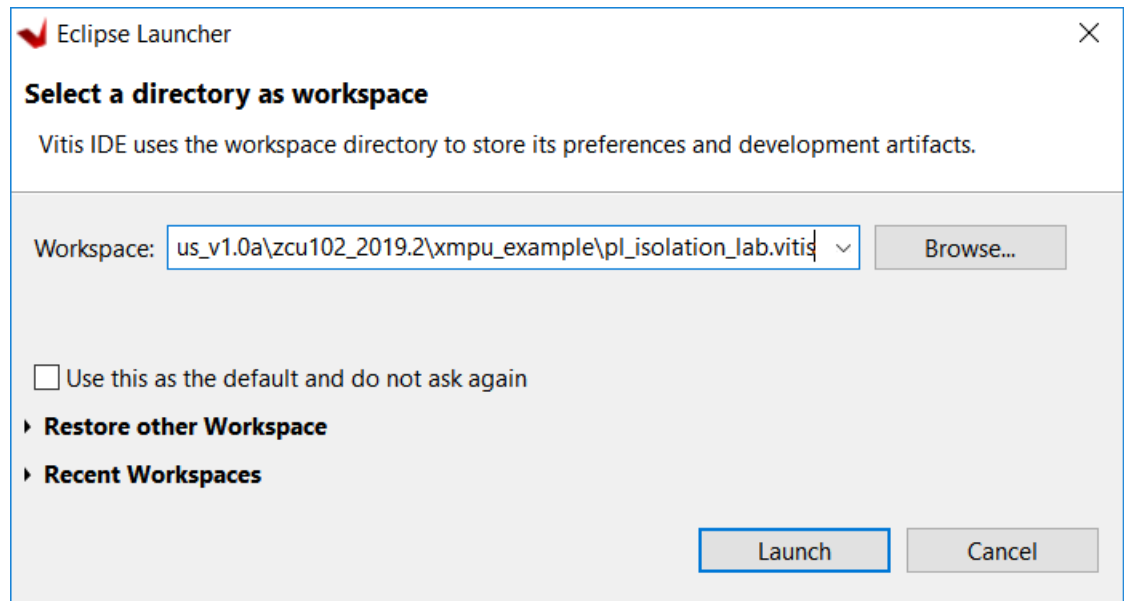 Eclipse Launcher
Select a directory as workspace
Vitis IDE uses the workspace directory to store its preferences and development artifacts.
Workspace: us_v1.0a\zcu102_2019.2\xmpu_example\pl_isolation_lab.vitis Browse...
Use this as the default and do not ask again
Restore other Workspace
Recent Workspaces
Launch Cancel